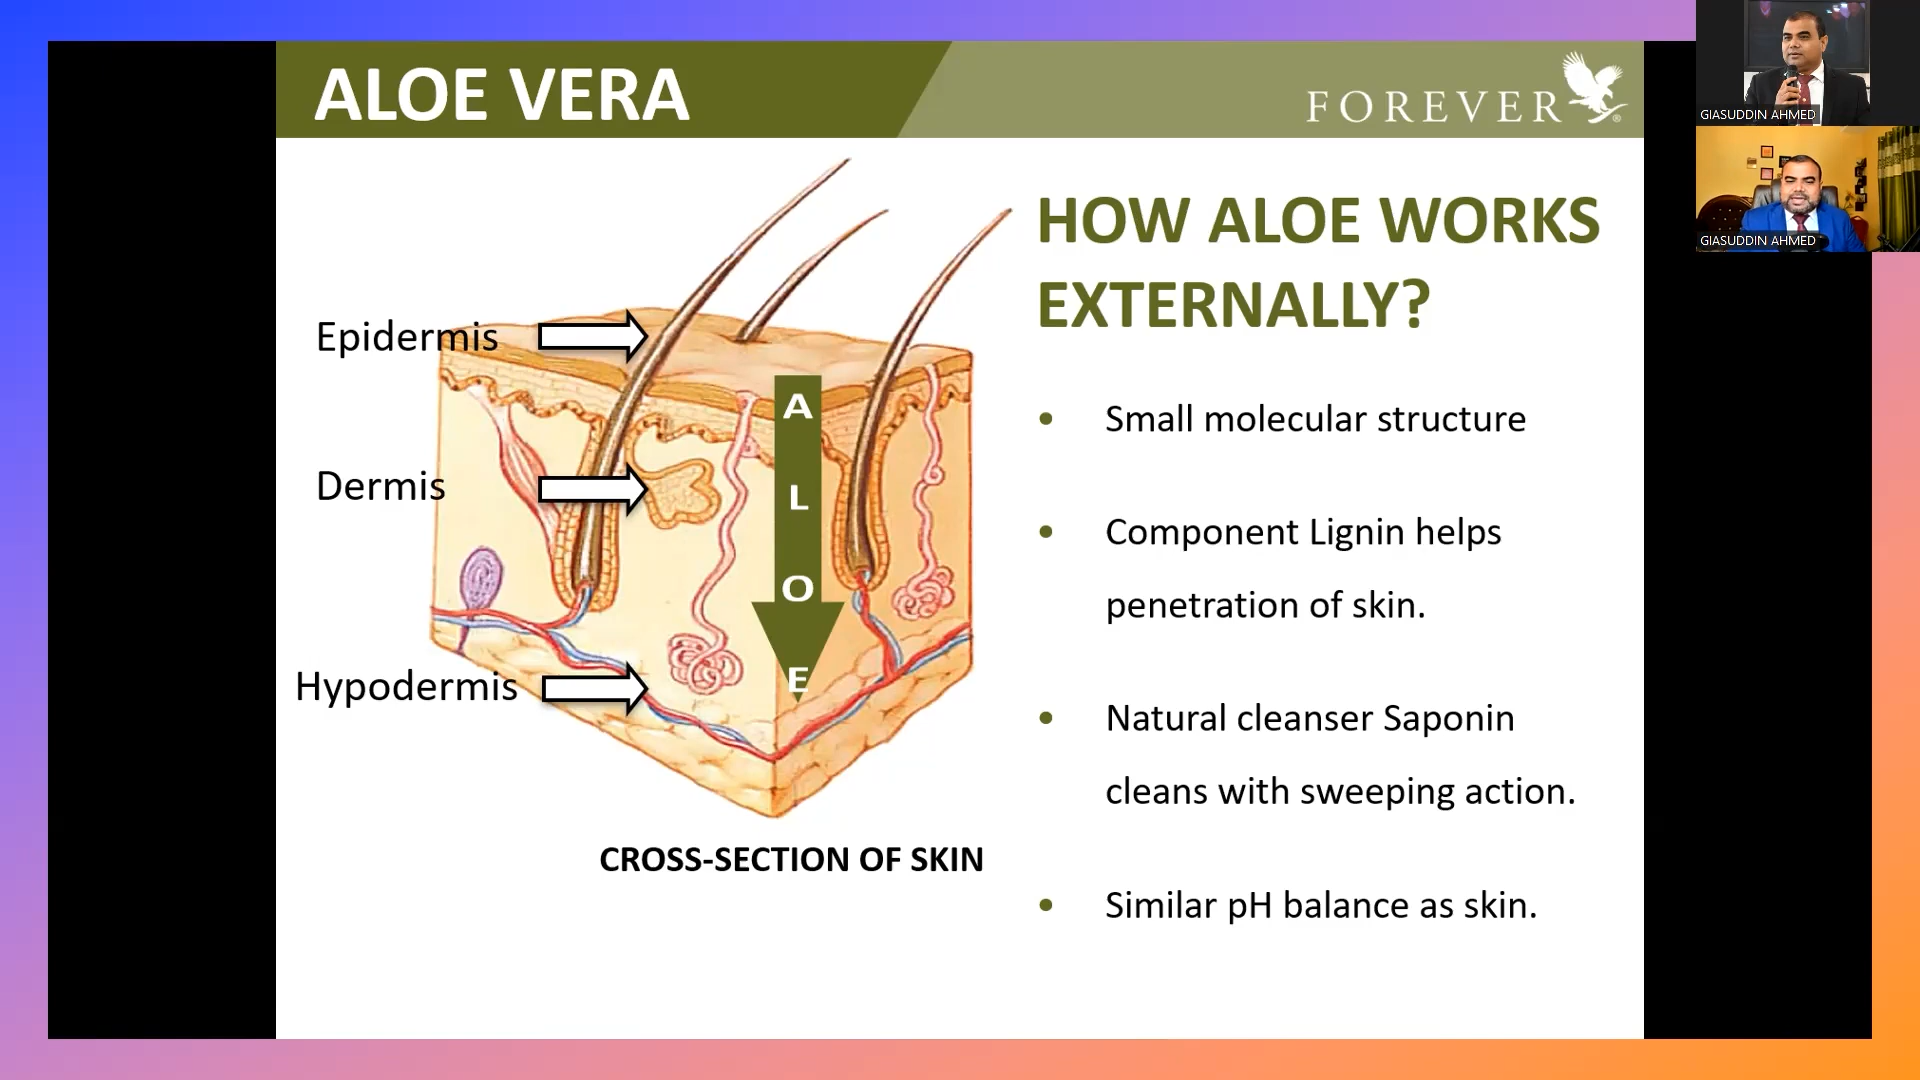 ALOE VERA
FOREVER
GIASUDDIN AHMED
GIASUDDIN AHMED
HOW ALOE WORKS
EXTERNALLY?
Epidermis
Dermis
Hypodermis
A
L
O
E
CROSS-SECTION OF SKIN
• Small molecular structure
• Component Lignin helps
penetration of skin.
• Natural cleanser Saponin
cleans with sweeping action.
• Similar pH balance as skin.